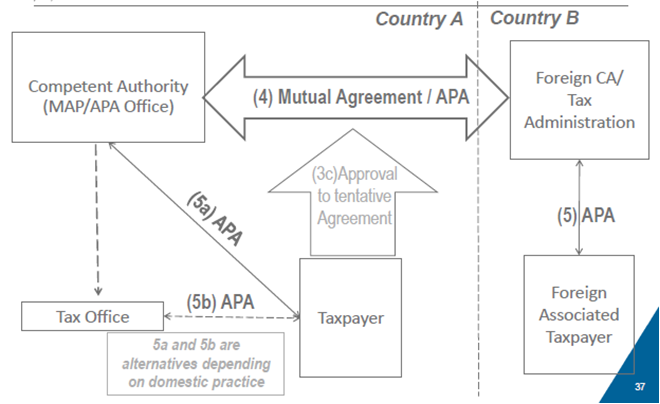 Country A
Country B
Competent Authority
(MAP/APA Office)
(4) Mutual Agreement / APA
Foreign CA/
Tax
Administration
(3c)Approval
to tentative
Agreement
(5a) APA
(5) APA
(5b) APA
Tax Office
Taxpayer
Foreign
Associated
Taxpayer
5a and 5b are
alternatives depending
on domestic practice
37